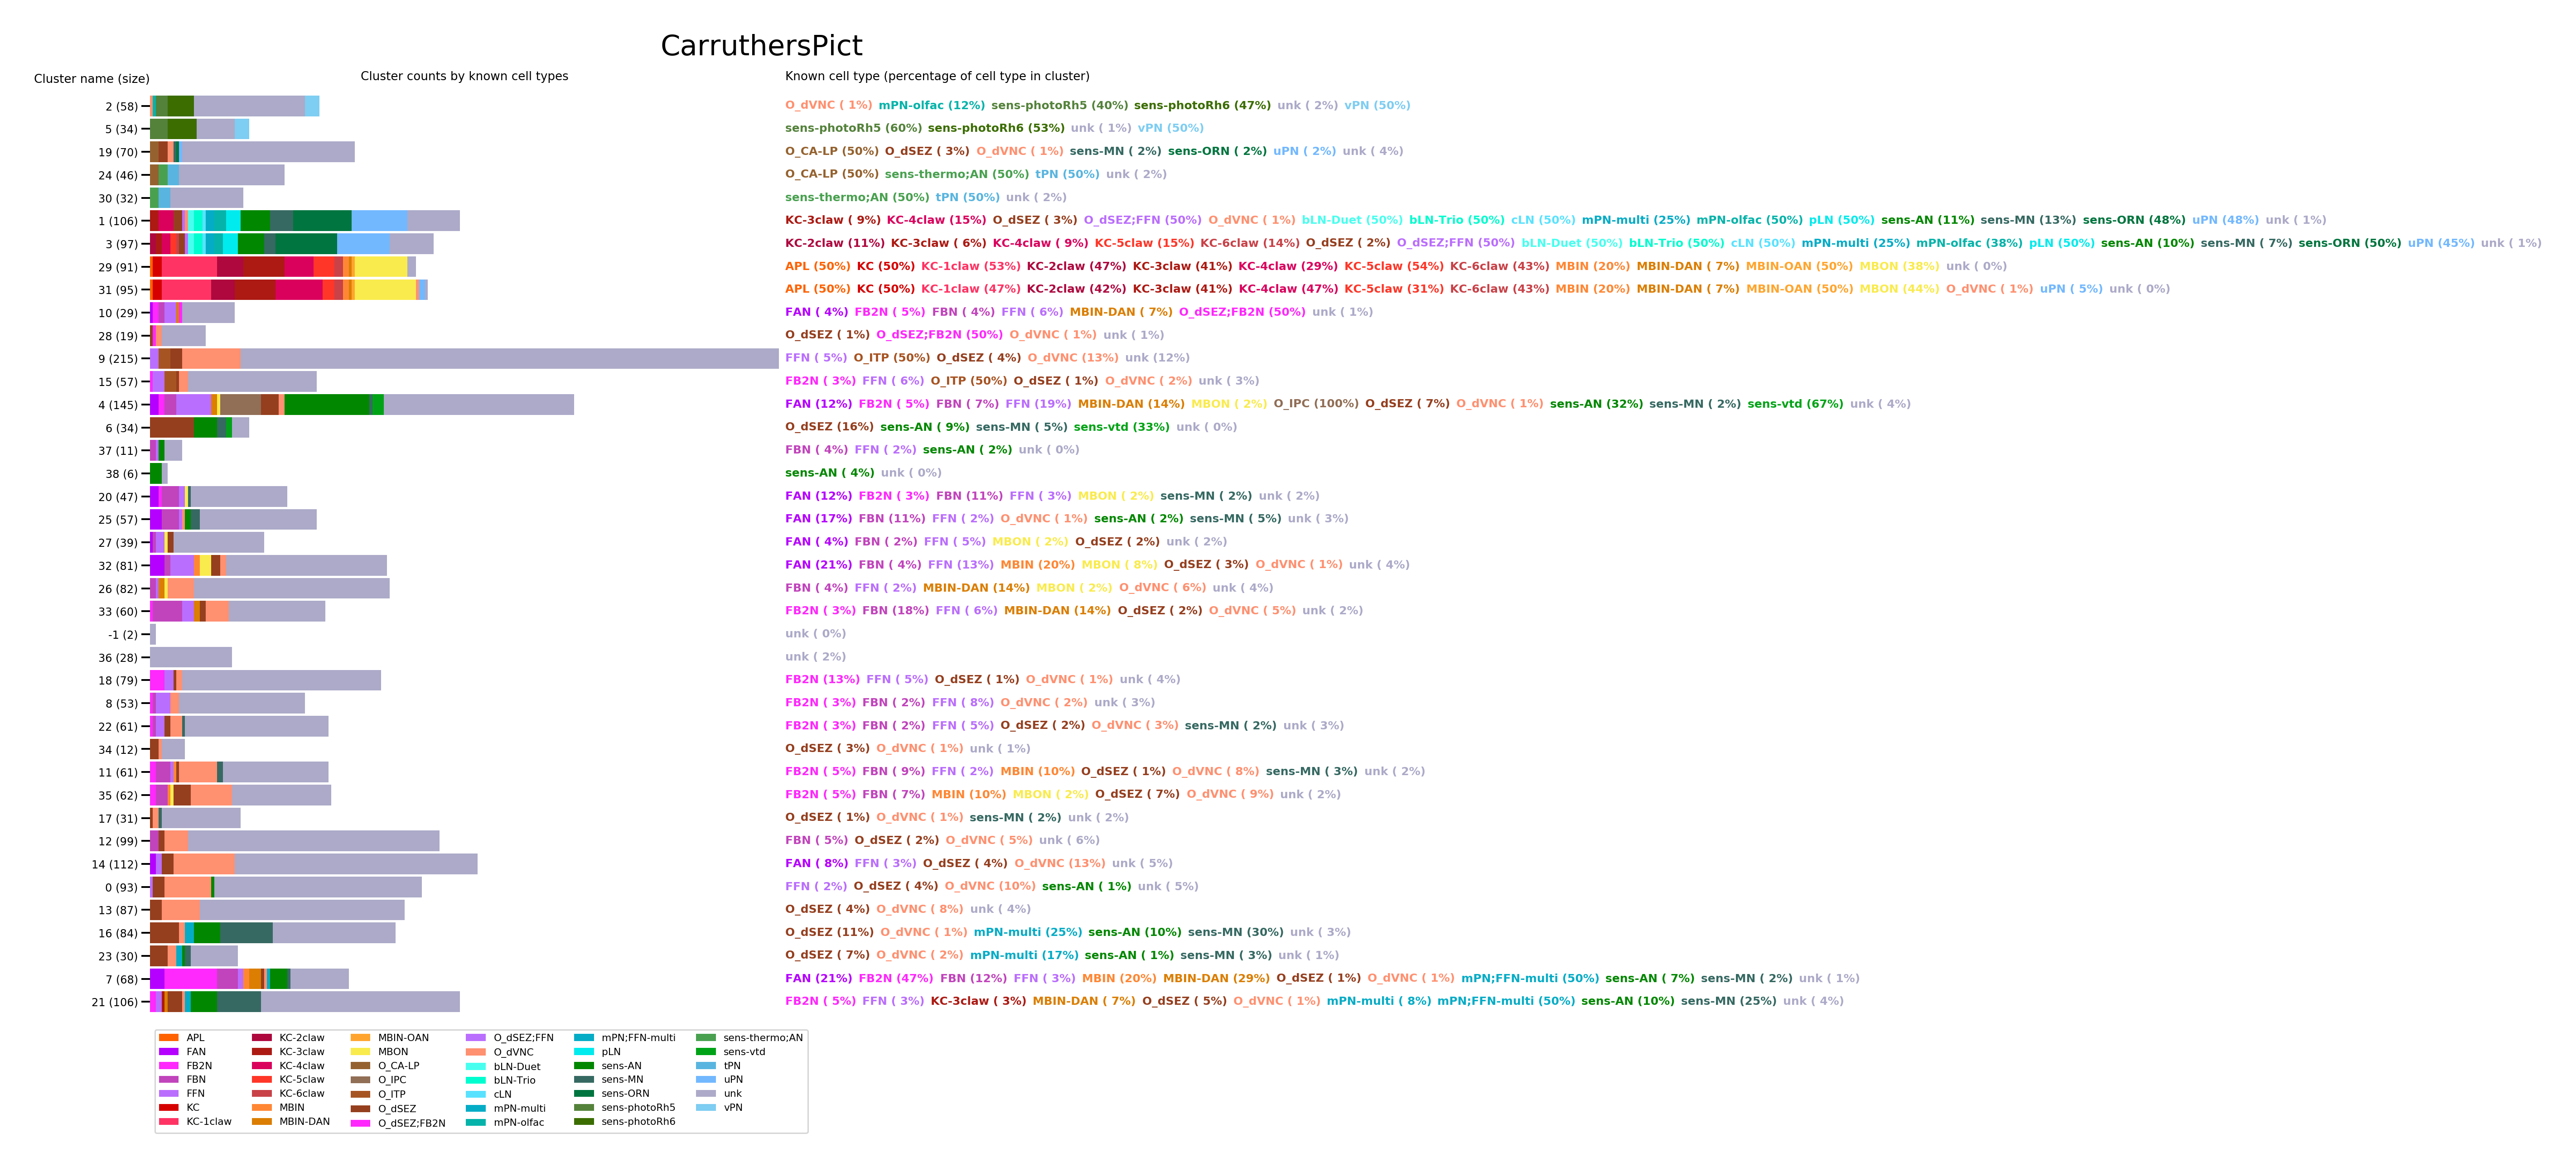 CarruthersPict
Cluster name (size) Cluster counts by known cell types Known cell type (percentage of cell type in cluster)
2 (58) O_dVNC ( 1%) mPN-olfac (12%) sens-photoRh5 (40%) sens-photoRh6 (47%) unk ( 2%) vPN (50%)
5 (34) sens-photoRh5 (60%) sens-photoRh6 (53%) unk ( 1%) vPN (50%)
19 (70) O_CA-LP (50%) O_dSEZ ( 3%) O_dVNC ( 1%) sens-MN ( 2%) sens-ORN ( 2%) uPN ( 2%) unk ( 4%)
24 (46) O_CA-LP (50%) sens-thermo;AN (50%) tPN (50%) unk ( 2%)
30 (32) sens-thermo;AN (50%) tPN (50%) unk ( 2%)
1 (106) KC-3claw ( 9%) KC-4claw (15%) O_dSEZ ( 3%) O_dSEZ;FFN (50%) O_dVNC ( 1%) bLN-Duet (50%) bLN-Trio (50%) cLN (50%) mPN-multi (25%) mPN-olfac (50%) pLN (50%) sens-AN (11%) sens-MN (13%) sens-ORN (48%) uPN (48%) unk ( 1%)
3 (97) KC-2claw (11%) KC-3claw ( 6%) KC-4claw ( 9%) KC-5claw (15%) KC-6claw (14%) O_dSEZ ( 2%) O_dSEZ;FFN (50%) bLN-Duet (50%) bLN-Trio (50%) cLN (50%) mPN-multi (25%) mPN-olfac (38%) pLN (50%) sens-AN (10%) sens-MN ( 7%) sens-ORN (50%) uPN (45%) unk ( 1%)
29 (91) APL (50%) KC (50%) KC-1claw (53%) KC-2claw (47%) KC-3claw (41%) KC-4claw (29%) KC-5claw (54%) KC-6claw (43%) MBIN (20%) MBIN-DAN ( 7%) MBIN-OAN (50%) MBON (38%) unk ( 0%)
31 (95) APL (50%) KC (50%) KC-1claw (47%) KC-2claw (42%) KC-3claw (41%) KC-4claw (47%) KC-5claw (31%) KC-6claw (43%) MBIN (20%) MBIN-DAN ( 7%) MBIN-OAN (50%) MBON (44%) O_dVNC ( 1%) uPN ( 5%) unk ( 0%)
10 (29) FAN ( 4%) FB2N ( 5%) FBN ( 4%) FFN ( 6%) MBIN-DAN ( 7%) O_dSEZ;FB2N (50%) unk ( 1%)
28 (19) O_dSEZ ( 1%) O_dSEZ;FB2N (50%) O_dVNC ( 1%) unk ( 1%)
9 (215) FFN ( 5%) O_ITP (50%) O_dSEZ ( 4%) O_dVNC (13%) unk (12%)
15 (57) FB2N ( 3%) FFN ( 6%) O_ITP (50%) O_dSEZ ( 1%) O_dVNC ( 2%) unk ( 3%)
4 (145) FAN (12%) FB2N ( 5%) FBN ( 7%) FFN (19%) MBIN-DAN (14%) MBON ( 2%) O_IPC (100%) O_dSEZ ( 7%) O_dVNC ( 1%) sens-AN (32%) sens-MN ( 2%) sens-vtd (67%) unk ( 4%)
6 (34) O_dSEZ (16%) sens-AN ( 9%) sens-MN ( 5%) sens-vtd (33%) unk ( 0%)
37 (11) FBN ( 4%) FFN ( 2%) sens-AN ( 2%) unk ( 0%)
38 (6) sens-AN ( 4%) unk ( 0%)
20 (47) FAN (12%) FB2N ( 3%) FBN (11%) FFN ( 3%) MBON ( 2%) sens-MN ( 2%) unk ( 2%)
25 (57) FAN (17%) FBN (11%) FFN ( 2%) O_dVNC ( 1%) sens-AN ( 2%) sens-MN ( 5%) unk ( 3%)
27 (39) FAN ( 4%) FBN ( 2%) FFN ( 5%) MBON ( 2%) O_dSEZ ( 2%) unk ( 2%)
32 (81) FAN (21%) FBN ( 4%) FFN (13%) MBIN (20%) MBON ( 8%) O_dSEZ ( 3%) O_dVNC ( 1%) unk ( 4%)
26 (82) FBN ( 4%) FFN ( 2%) MBIN-DAN (14%) MBON ( 2%) O_dVNC ( 6%) unk ( 4%)
33 (60) FB2N ( 3%) FBN (18%) FFN ( 6%) MBIN-DAN (14%) O_dSEZ ( 2%) O_dVNC ( 5%) unk ( 2%)
-1 (2) unk ( 0%)
36 (28) unk ( 2%)
18 (79) FB2N (13%) FFN ( 5%) O_dSEZ ( 1%) O_dVNC ( 1%) unk ( 4%)
8 (53) FB2N ( 3%) FBN ( 2%) FFN ( 8%) O_dVNC ( 2%) unk ( 3%)
22 (61) FB2N ( 3%) FBN ( 2%) FFN ( 5%) O_dSEZ ( 2%) O_dVNC ( 3%) sens-MN ( 2%) unk ( 3%)
34 (12) O_dSEZ ( 3%) O_dVNC ( 1%) unk ( 1%)
11 (61) FB2N ( 5%) FBN ( 9%) FFN ( 2%) MBIN (10%) O_dSEZ ( 1%) O_dVNC ( 8%) sens-MN ( 3%) unk ( 2%)
35 (62) FB2N ( 5%) FBN ( 7%) MBIN (10%) MBON ( 2%) O_dSEZ ( 7%) O_dVNC ( 9%) unk ( 2%)
17 (31) O_dSEZ ( 1%) O_dVNC ( 1%) sens-MN ( 2%) unk ( 2%)
12 (99) FBN ( 5%) O_dSEZ ( 2%) O_dVNC ( 5%) unk ( 6%)
14 (112) FAN ( 8%) FFN ( 3%) O_dSEZ ( 4%) O_dVNC (13%) unk ( 5%)
0 (93) FFN ( 2%) O_dSEZ ( 4%) O_dVNC (10%) sens-AN ( 1%) unk ( 5%)
13 (87) O_dSEZ ( 4%) O_dVNC ( 8%) unk ( 4%)
16 (84) O_dSEZ (11%) O_dVNC ( 1%) mPN-multi (25%) sens-AN (10%) sens-MN (30%) unk ( 3%)
23 (30) O_dSEZ ( 7%) O_dVNC ( 2%) mPN-multi (17%) sens-AN ( 1%) sens-MN ( 3%) unk ( 1%)
7 (68) FAN (21%) FB2N (47%) FBN (12%) FFN ( 3%) MBIN (20%) MBIN-DAN (29%) O_dSEZ ( 1%) O_dVNC ( 1%) mPN;FFN-multi (50%) sens-AN ( 7%) sens-MN ( 2%) unk ( 1%)
21 (106) FB2N ( 5%) FFN ( 3%) KC-3claw ( 3%) MBIN-DAN ( 7%) O_dSEZ ( 5%) O_dVNC ( 1%) mPN-multi ( 8%) mPN;FFN-multi (50%) sens-AN (10%) sens-MN (25%) unk ( 4%)
APL KC-2claw MBIN-OAN O_dSEZ;FFN mPN;FFN-multi sens-thermo;AN
FAN KC-3claw MBON O_dVNC pLN sens-vtd
FB2N KC-4claw O_CA-LP bLN-Duet sens-AN tPN
FBN KC-5claw O_IPC bLN-Trio sens-MN uPN
FFN KC-6claw O_ITP cLN sens-ORN unk
KC MBIN O_dSEZ mPN-multi sens-photoRh5 vPN
KC-1claw MBIN-DAN O_dSEZ;FB2N mPN-olfac sens-photoRh6